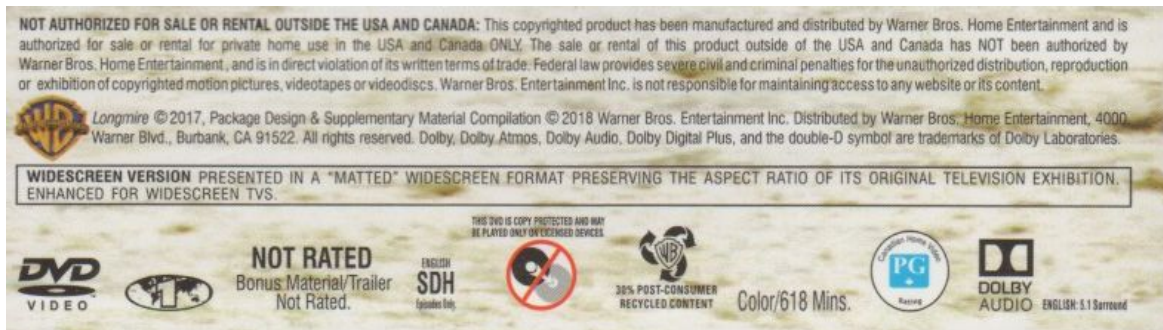 NOT AUTHORIZED FOR SALE OR RENTAL OUTSIDE THE USA AND CANADA: This copyrighted product has been manufactured and distributed by Warner Bros. Home Entertainment and is
authorized for sale or rental for private home use in the USA and Canada ONLY. The sale or rental of this product outside of the USA and Canada has NOT been authorized by
Warner Bros. Home Entertainment , and is in direct violation of its written terms of trade. Federal law provides severe civil and criminal penalties for the unauthorized distribution, reproduction
or exhibition of copyrighted motion pictures, videotapes or videodiscs. Warner Bros. Entertainment Inc. is not responsible for maintaining access to any website or its content.
WB
Longmire © 2017, Package Design & Supplementary Material Compilation © 2018 Warner Bros. Entertainment Inc. Distributed by Warner Bros. Home Entertainment, 4000
Warner Blvd., Burbank, CA 91522. All rights reserved. Dolby, Dolby Atmos, Dolby Audio, Dolby Digital Plus, and the double-D symbol are trademarks of Dolby Laboratories.
WIDESCREEN VERSION PRESENTED IN A "MATTED" WIDESCREEN FORMAT PRESERVING THE ASPECT RATIO OF ITS ORIGINAL TELEVISION EXHIBITION.
ENHANCED FOR WIDESCREEN TVS.
DVD
VIDEO
1
NOT RATED
Bonus Material/Trailer
Not Rated.
ENGLISH
SDH
Episodes Only.
THIS DVD IS COPY PROTECTED AND MAY
BE PLAYED ONLY ON LICENSED DEVICES
WB
30% POST-CONSUMER
RECYCLED CONTENT
Color/618 Mins.
Canadian Home Video
PG
Rating
DOLBY
AUDIO
ENGLISH: 5.1 Surround